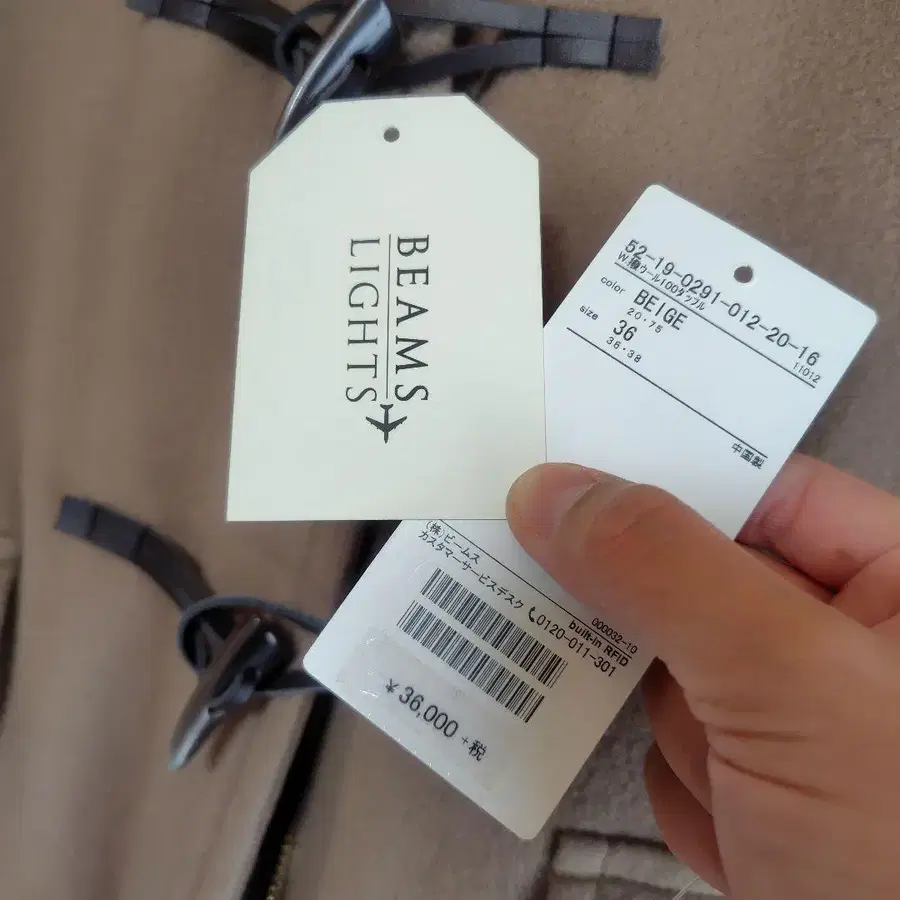 BEAMS
LIGHTS
52-19-0291-012-20-16
W.撥ウール100ダッフル
11012
color BEIGE
20・75
size 36
36・38
中国製
000032-10
built-in RFID
(株)ビームス
カスタマーサービスデスク 0120-011-301
¥36,000+税